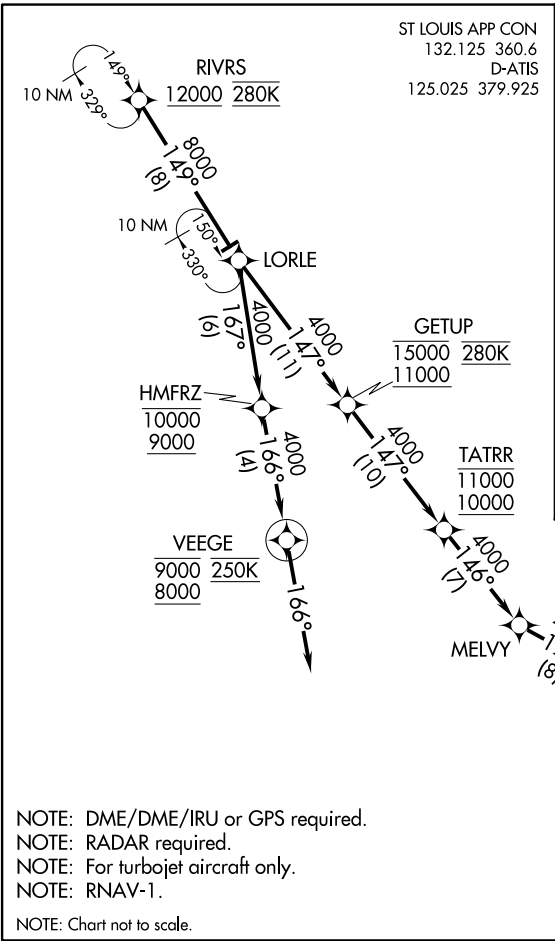 ST LOUIS APP CON
132.125 360.6
D-ATIS
125.025 379.925
RIVRS
12000 280K
10 NM
149°
329°
8000
149°
(8)
10 NM
150°
330°
LORLE
4000
167°
(6)
4000
147°
(11)
GETUP
15000 280K
11000
HMFRZ
10000
9000
4000
166°
(4)
4000
147°
(10)
TATRR
11000
10000
VEEGE
9000 250K
8000
166°
4000
146°
(7)
MELVY
(8)
NOTE: DME/DME/IRU or GPS required.
NOTE: RADAR required.
NOTE: For turbojet aircraft only.
NOTE: RNAV-1.
NOTE: Chart not to scale.